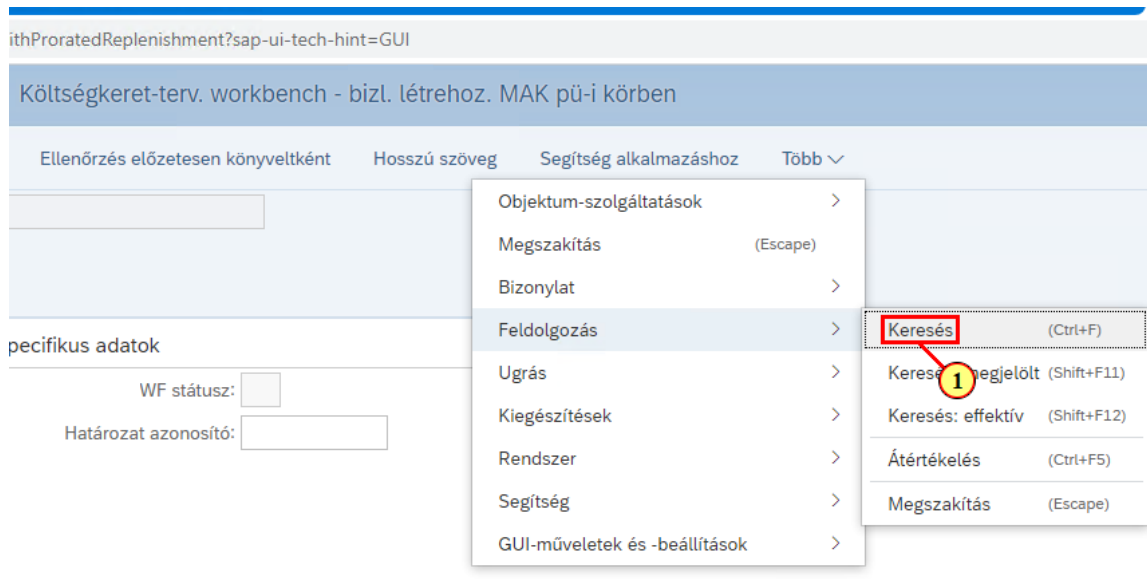 ithProratedReplenishment?sap-ui-tech-hint=GUI
Költségkeret-terv. workbench - bizl. létrehoz. MAK pü-i körben
Ellenőrzés előzetesen könyveltként Hosszú szöveg Segítség alkalmazáshoz Több
Objektum-szolgáltatások
Megszakítás (Escape)
Bizonylat
Feldolgozás
Ugrás
Kiegészítések
Rendszer
Segítség
GUI-műveletek és -beállítások
Keresés (Ctrl+F)
1
megjelölt (Shift+F11)
Keresés: effektív (Shift+F12)
Átértékelés (Ctrl+F5)
Megszakítás (Escape)
pecifikus adatok
WF státusz:
Határozat azonosító: